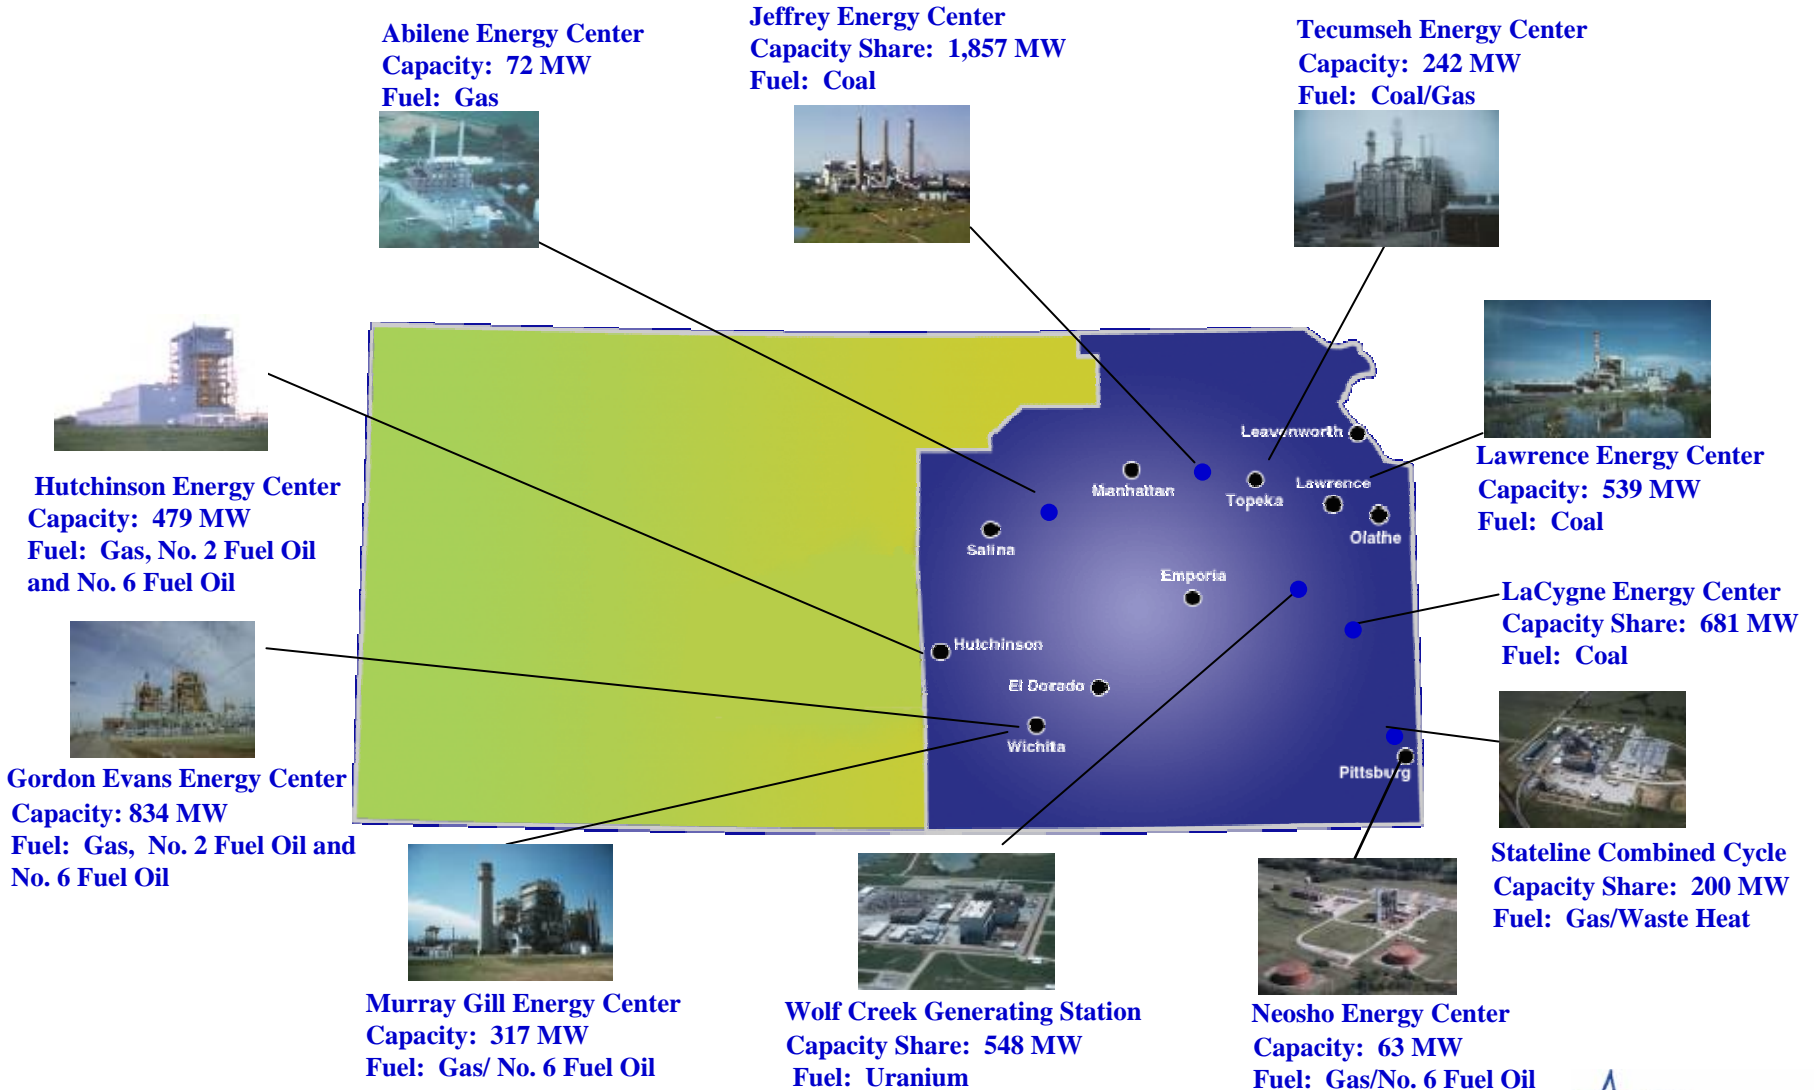 Abilene Energy Center
Capacity: 72 MW
Fuel: Gas
Jeffrey Energy Center
Capacity Share: 1,857 MW
Fuel: Coal
Tecumseh Energy Center
Capacity: 242 MW
Fuel: Coal/Gas
Hutchinson Energy Center
Capacity: 479 MW
Fuel: Gas, No. 2 Fuel Oil
and No. 6 Fuel Oil
Lawrence Energy Center
Capacity: 539 MW
Fuel: Coal
Leavenworth
Manhattan
Topeka
Lawrence
Olathe
Salina
Emporia
Hutchinson
El Dorado
Wichita
Pittsburg
LaCygne Energy Center
Capacity Share: 681 MW
Fuel: Coal
Gordon Evans Energy Center
Capacity: 834 MW
Fuel: Gas, No. 2 Fuel Oil and
No. 6 Fuel Oil
Stateline Combined Cycle
Capacity Share: 200 MW
Fuel: Gas/Waste Heat
Murray Gill Energy Center
Capacity: 317 MW
Fuel: Gas/ No. 6 Fuel Oil
Wolf Creek Generating Station
Capacity Share: 548 MW
Fuel: Uranium
Neosho Energy Center
Capacity: 63 MW
Fuel: Gas/No. 6 Fuel Oil